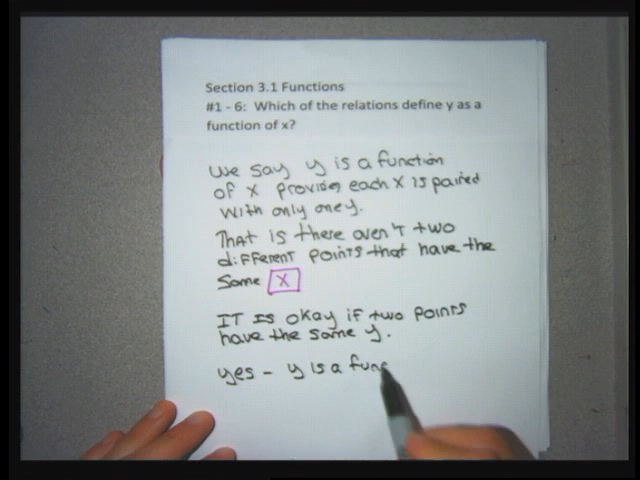 Section 3.1 Functions
#1 - 6: Which of the relations define y as a
function of x?
We say y is a function
of x provides each x is paired
with only one y.
That is there aren't two
different points that have the
same x
It is okay if two points
have the same y.
yes - y is a func